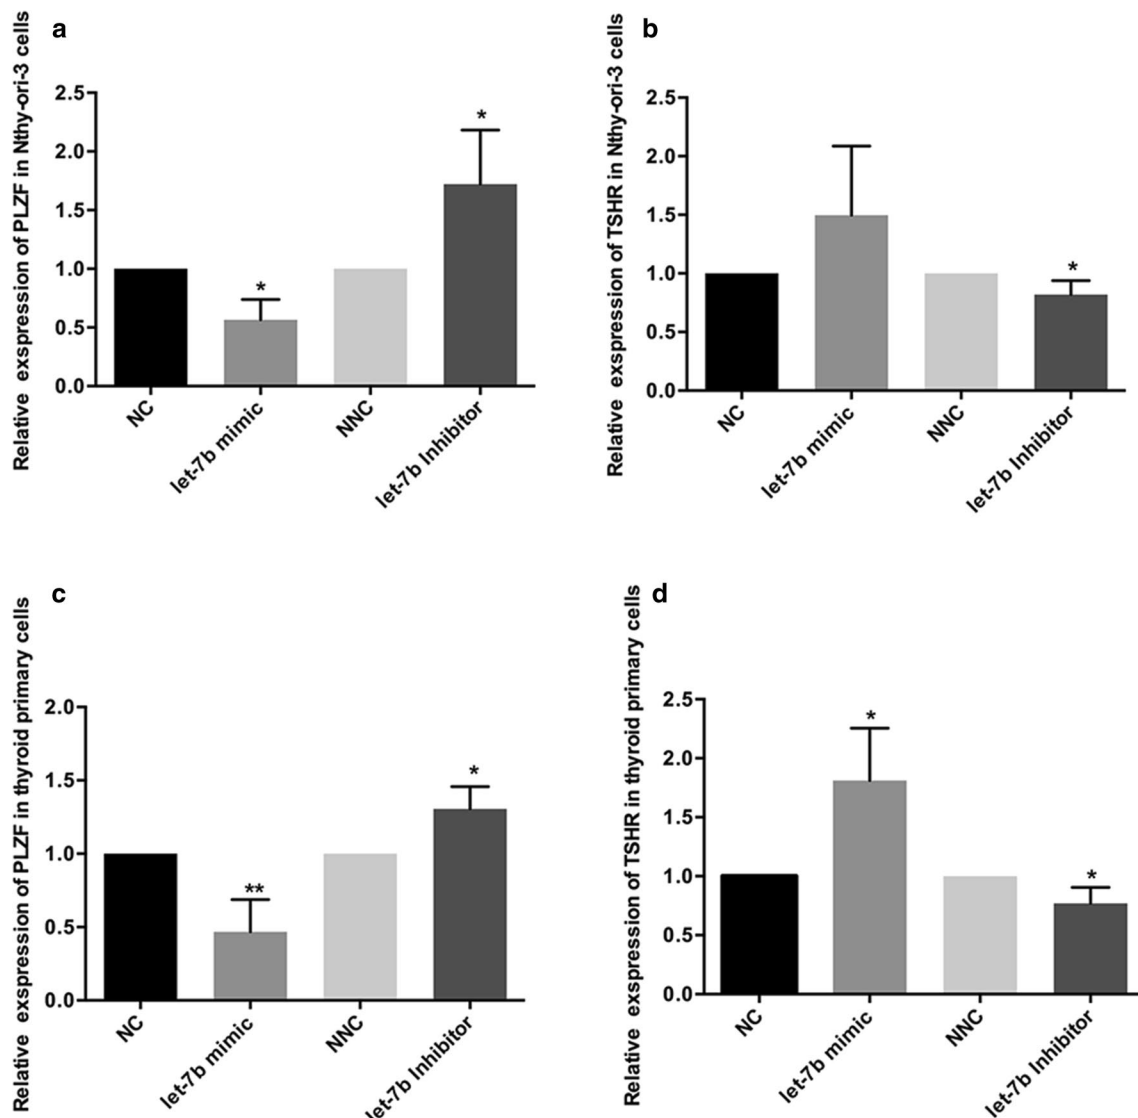 a
Relative exspression of PLZF in Nthy-ori-3 cells
2.5
2.0
1.5
1.0
0.5
0.0
*
*
NC
let-7b mimic
NNC
let-7b Inhibitor
b
Relative exspression of TSHR in Nthy-ori-3 cells
2.5
2.0
1.5
1.0
0.5
0.0
*
NC
let-7b mimic
NNC
let-7b Inhibitor
c
Relative exspression of PLZF in thyroid primary cells
2.0
1.5
1.0
0.5
0.0
**
*
NC
let-7b mimic
NNC
let-7b Inhibitor
d
Relative exspression of TSHR in thyroid primary cells
2.5
2.0
1.5
1.0
0.5
0.0
*
*
NC
let-7b mimic
NNC
let-7b Inhibitor